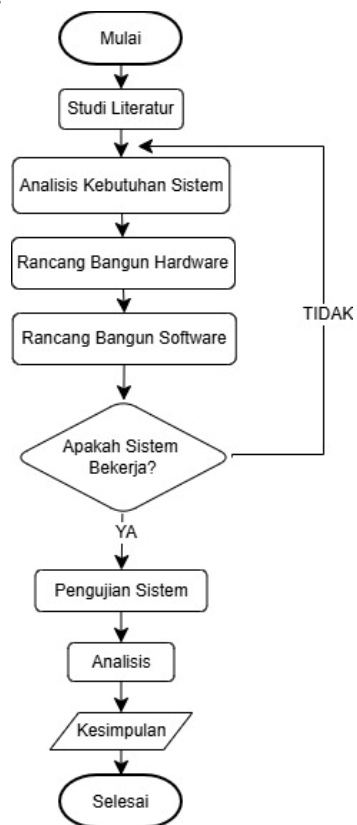 Mulai
Studi Literatur
Analisis Kebutuhan Sistem
Rancang Bangun Hardware
Rancang Bangun Software
TIDAK
Apakah Sistem
Bekerja?
YA
Pengujian Sistem
Analisis
Kesimpulan
Selesai